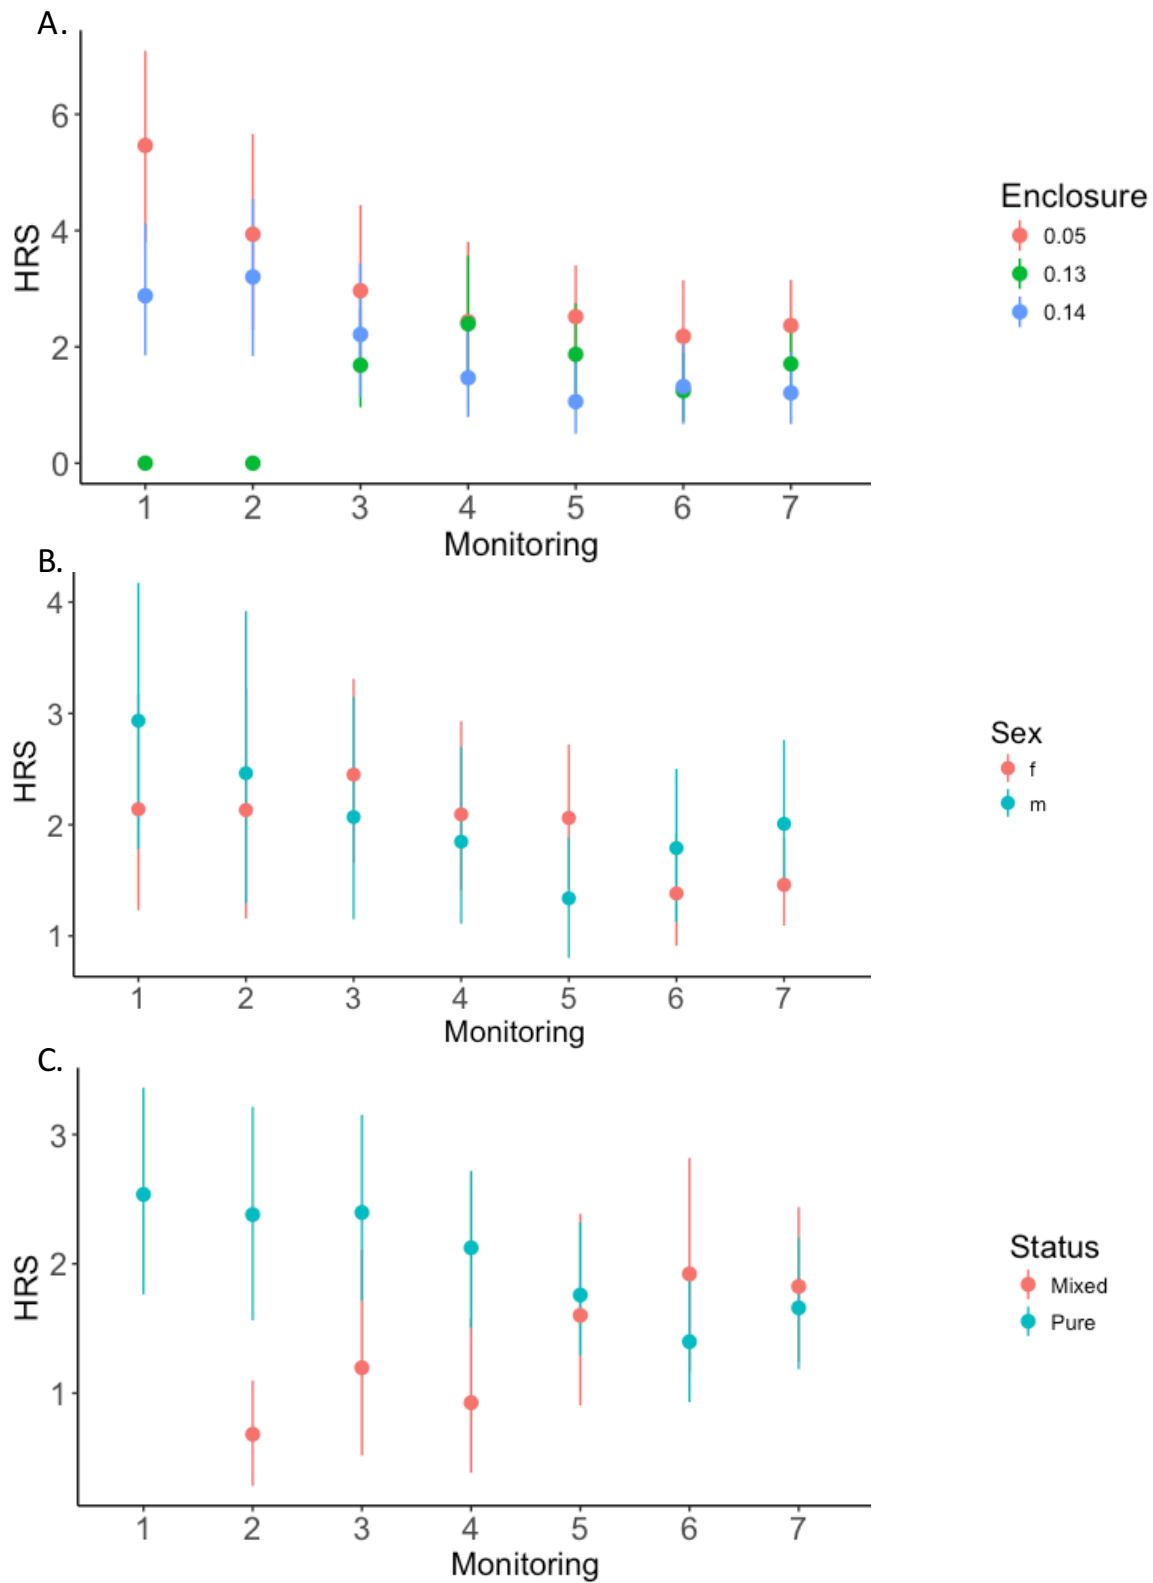 A.
6
4
2
0
HRS
1 2 3 4 5 6 7
Monitoring
Enclosure
0.05
0.13
0.14
B.
4
3
2
1
HRS
1 2 3 4 5 6 7
Monitoring
Sex
f
m
C.
3
2
1
HRS
1 2 3 4 5 6 7
Monitoring
Status
Mixed
Pure